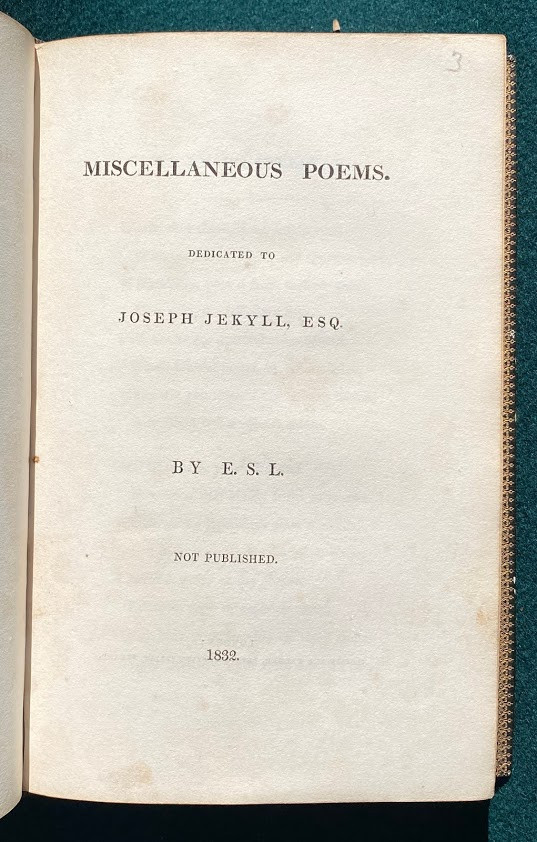 3
MISCELLANEOUS POEMS.
DEDICATED TO
JOSEPH JEKYLL, ESQ.
BY E. S. L.
NOT PUBLISHED.
1832.